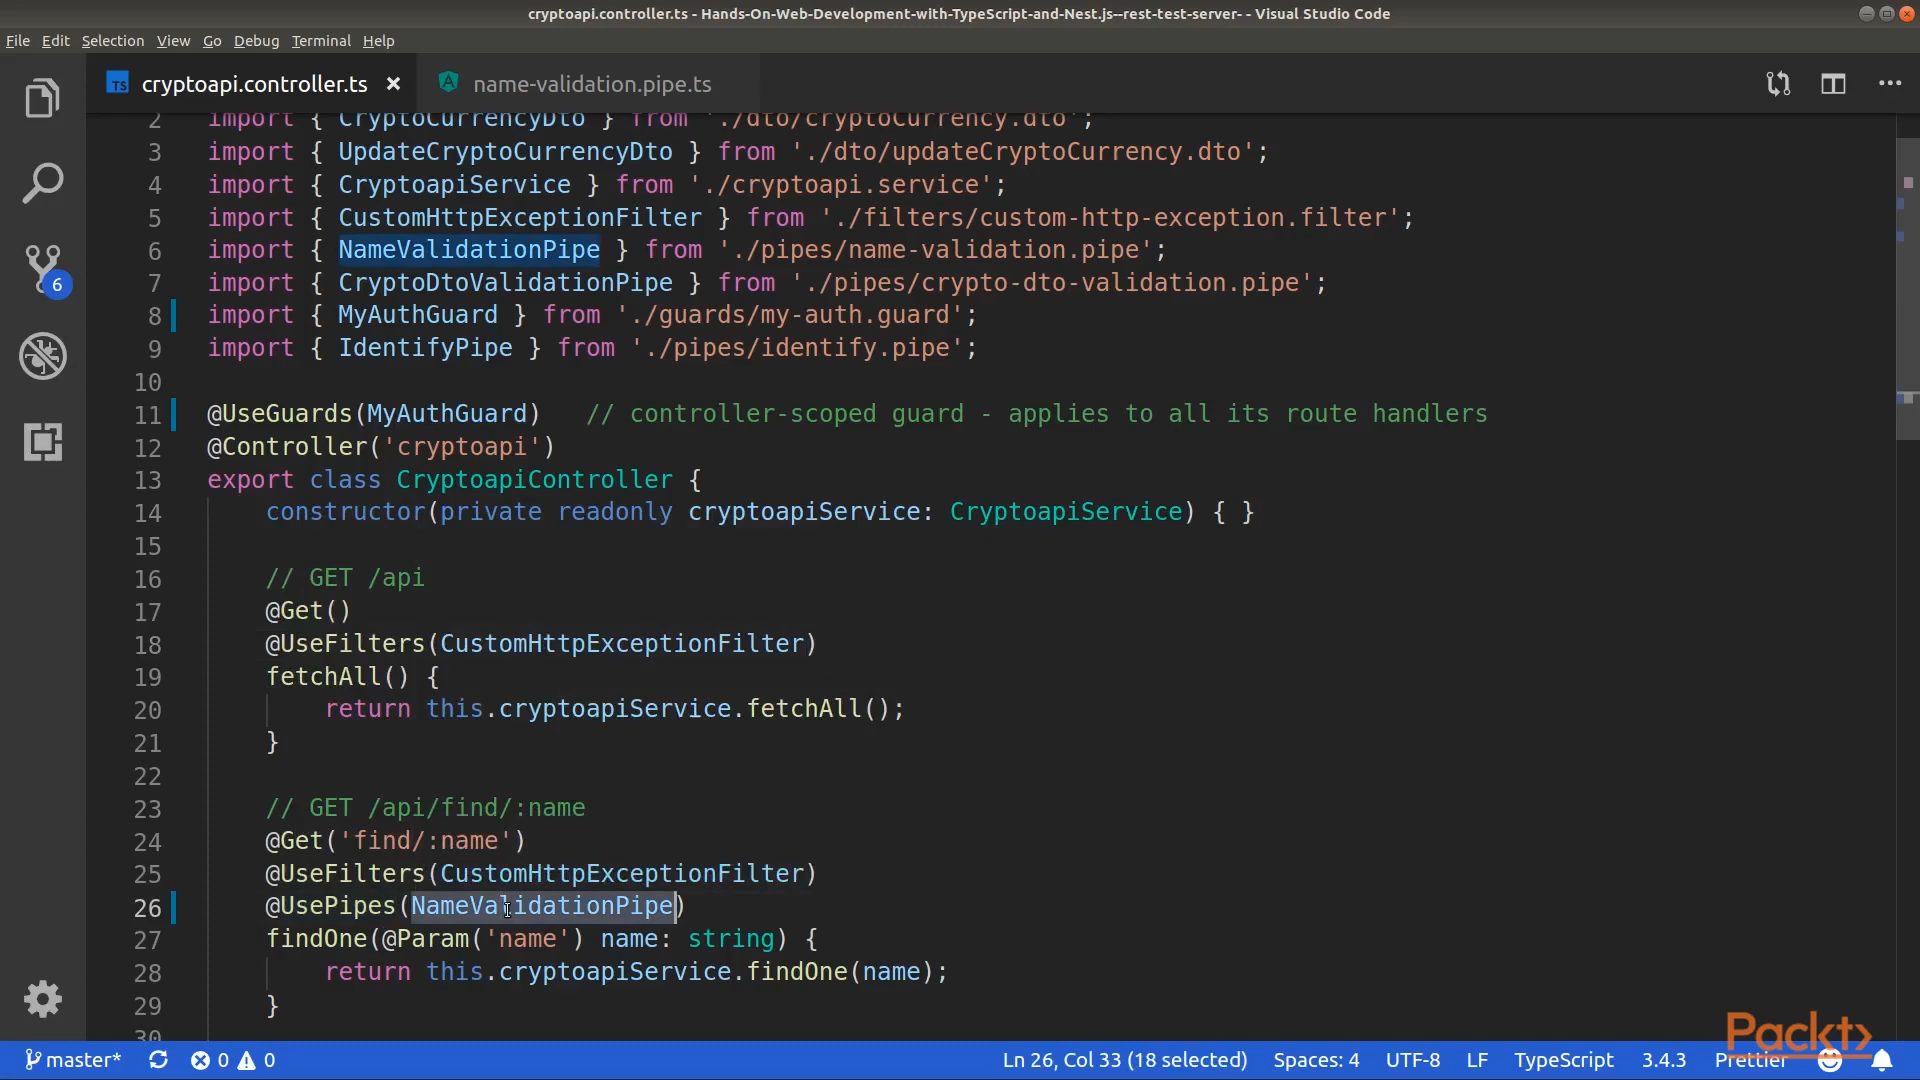 cryptoapi.controller.ts - Hands-On-Web-Development-with-TypeScript-and-Nest.js--rest-test-server- - Visual Studio Code
File Edit Selection View Go Debug Terminal Help
TS cryptoapi.controller.ts × name-validation.pipe.ts
2 import { CryptoCurrencyDto } from './dto/cryptoCurrency.dto';
3 import { UpdateCryptoCurrencyDto } from './dto/updateCryptoCurrency.dto';
4 import { CryptoapiService } from './cryptoapi.service';
5 import { CustomHttpExceptionFilter } from './filters/custom-http-exception.filter';
6 import { NameValidationPipe } from './pipes/name-validation.pipe';
7 import { CryptoDtoValidationPipe } from './pipes/crypto-dto-validation.pipe';
8 import { MyAuthGuard } from './guards/my-auth.guard';
9 import { IdentifyPipe } from './pipes/identify.pipe';
10
11 @UseGuards(MyAuthGuard)   // controller-scoped guard - applies to all its route handlers
12 @Controller('cryptoapi')
13 export class CryptoapiController {
14     constructor(private readonly cryptoapiService: CryptoapiService) { }
15
16     // GET /api
17     @Get()
18     @UseFilters(CustomHttpExceptionFilter)
19     fetchAll() {
20         return this.cryptoapiService.fetchAll();
21     }
22
23     // GET /api/find/:name
24     @Get('find/:name')
25     @UseFilters(CustomHttpExceptionFilter)
26     @UsePipes(NameValidationPipe)
27     findOne(@Param('name') name: string) {
28         return this.cryptoapiService.findOne(name);
29     }
30
6
Packt>
master* 0 0 Ln 26, Col 33 (18 selected) Spaces: 4 UTF-8 LF TypeScript 3.4.3 Prettier